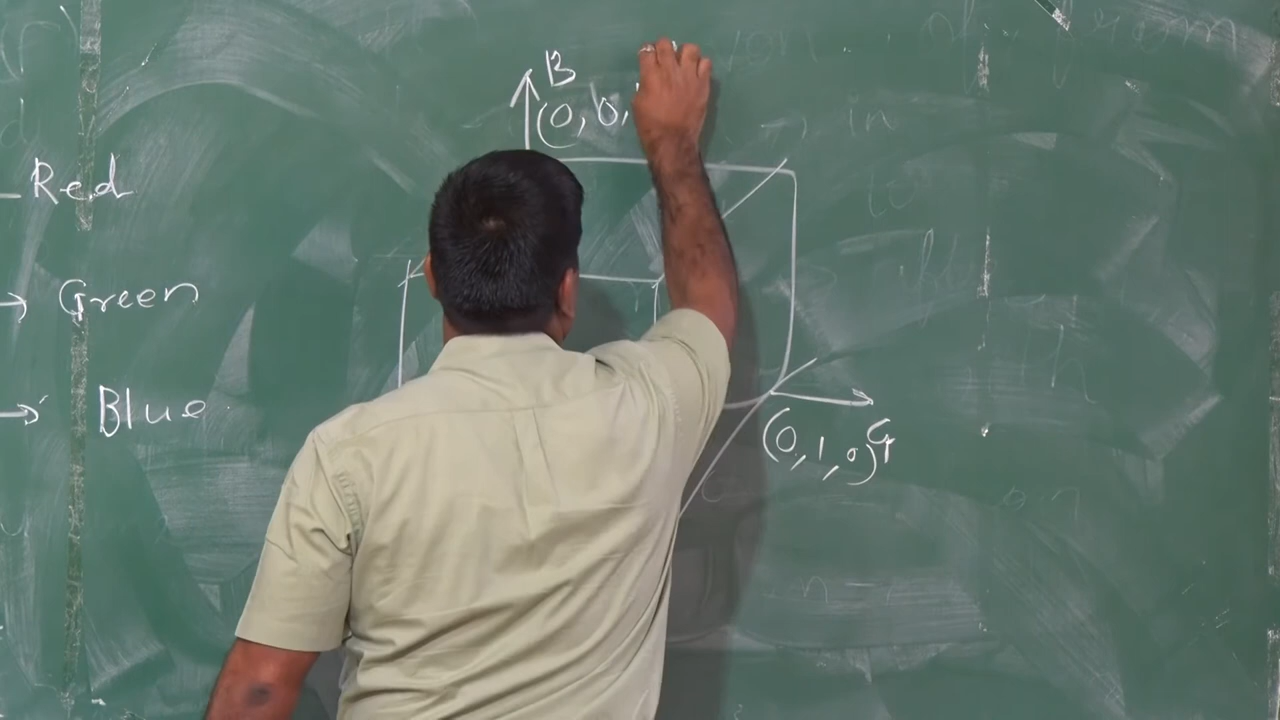 B
(0, 0,
Red
Green
Blue
(0, 1, 0)
G